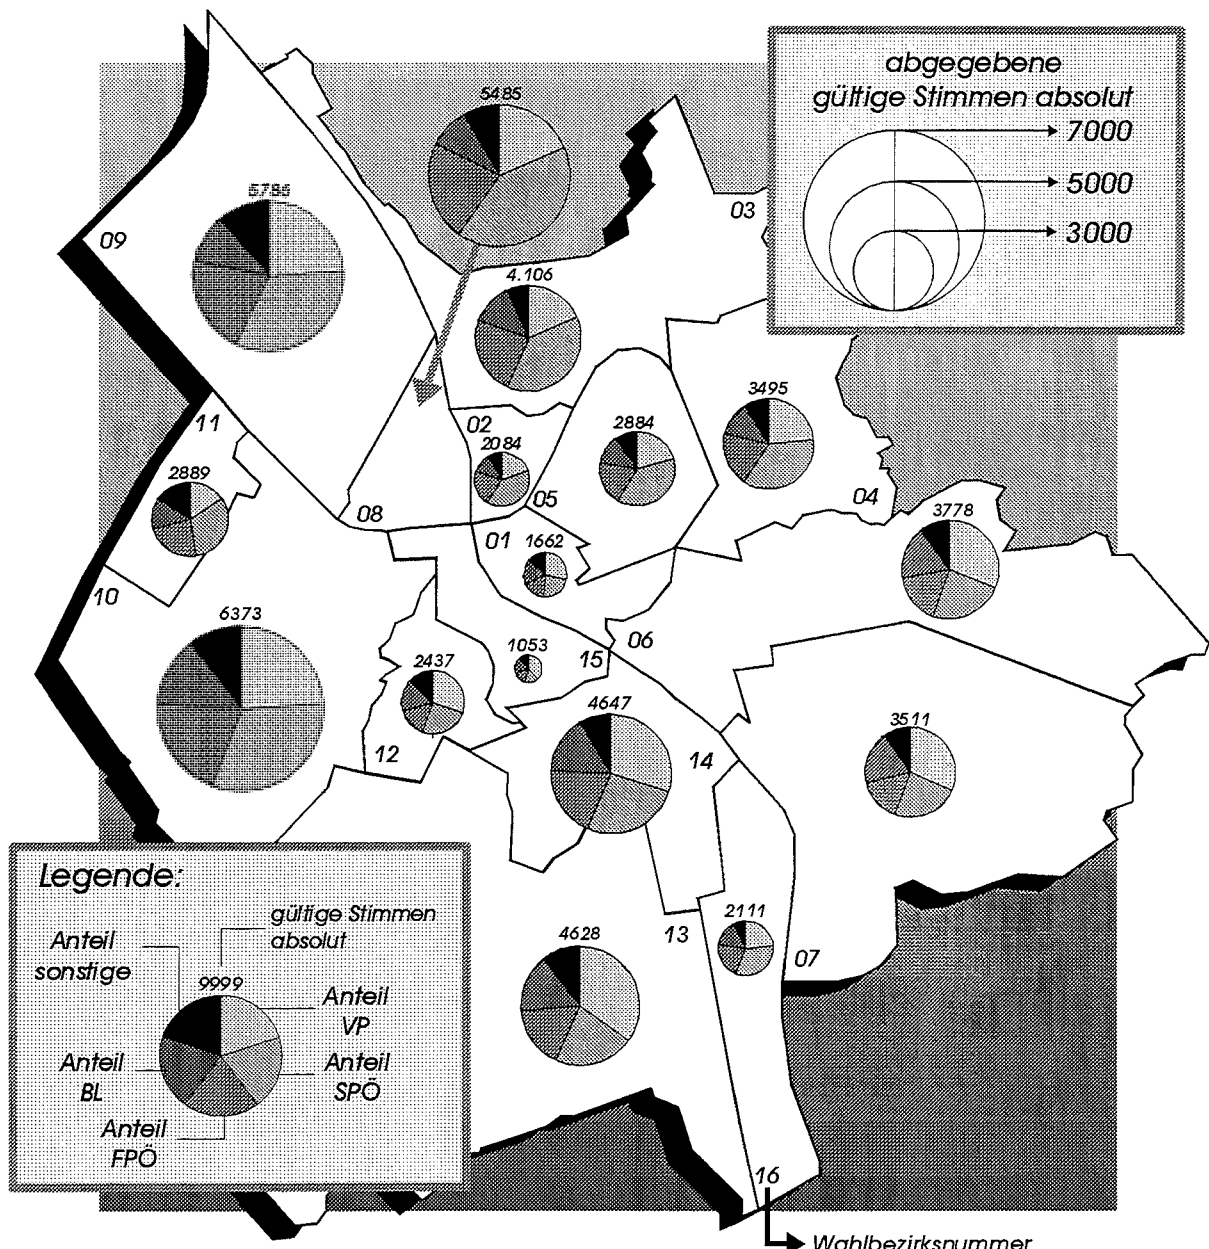 abgegebene
gültige Stimmen absolut
7000
5000
3000
5485
03
5786
09
4.106
3495
11
02
2884
2084
2889
05
04
08
01
3778
1662
10
6373
06
1053
15
2437
4647
3511
12
14
Legende:
gültige Stimmen
absolut
Anteil
sonstige
2111
13
4628
07
9999
Anteil
VP
Anteil
BL
Anteil
SPÖ
Anteil
FPÖ
16
Wahlbezirksnummer